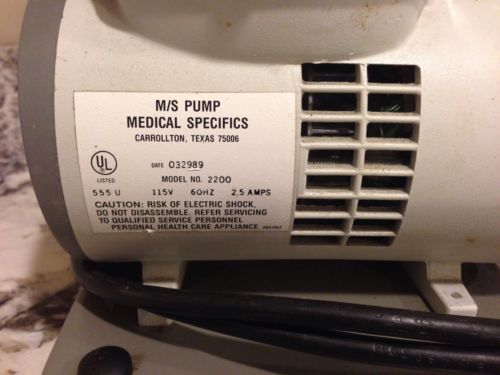 M/S PUMP
MEDICAL SPECIFICS
CARROLLTON, TEXAS 75006
UL
LISTED
DATE 032989
MODEL NO. 2200
555U 115V 60HZ 2.5 AMPS
CAUTION: RISK OF ELECTRIC SHOCK,
DO NOT DISASSEMBLE. REFER SERVICING
TO QUALIFIED SERVICE PERSONNEL
PERSONAL HEALTH CARE APPLIANCE